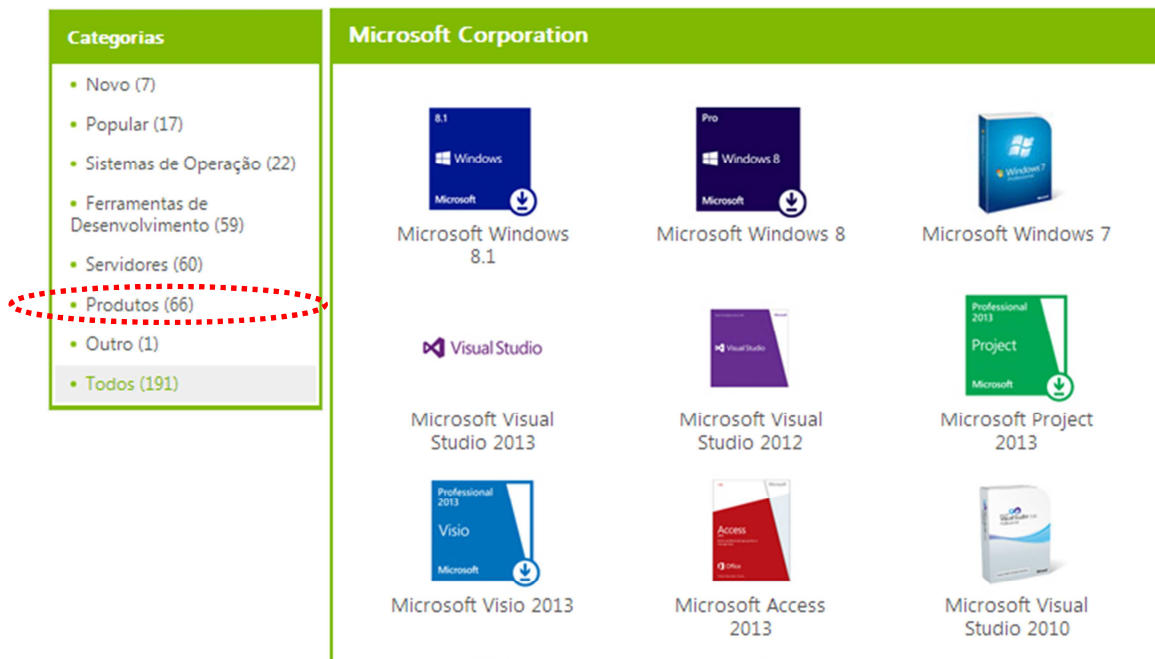 Categorias
• Novo (7)
• Popular (17)
• Sistemas de Operação (22)
• Ferramentas de
Desenvolvimento (59)
• Servidores (60)
• Produtos (66)
• Outro (1)
• Todos (191)
Microsoft Corporation
8.1
Windows
Microsoft
Microsoft Windows
8.1
Pro
Windows 8
Microsoft
Microsoft Windows 8
Windows 7
Microsoft Windows 7
Visual Studio
Microsoft Visual
Studio 2013
Visual Studio
Microsoft Visual
Studio 2012
Professional
2013
Project
Microsoft
Microsoft Project
2013
Professional
2013
Visio
Microsoft
Microsoft Visio 2013
Access
Office
Microsoft Access
2013
Visual Studio
Microsoft Visual
Studio 2010